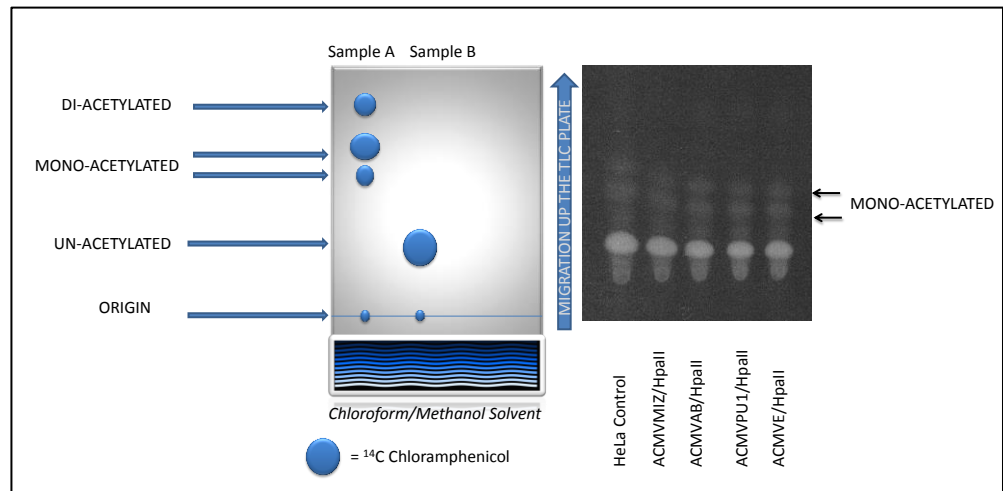 Sample A Sample B
DI-ACETYLATED
MONO-ACETYLATED
UN-ACETYLATED
ORIGIN
Chloroform/Methanol Solvent
= ¹⁴C Chloramphenicol
MIGRATION UP THE TLC PLATE
MONO-ACETYLATED
HeLa Control
ACMVMIZ/HpaII
ACMVAB/HpaII
ACMVPU1/HpaII
ACMVE/HpaII